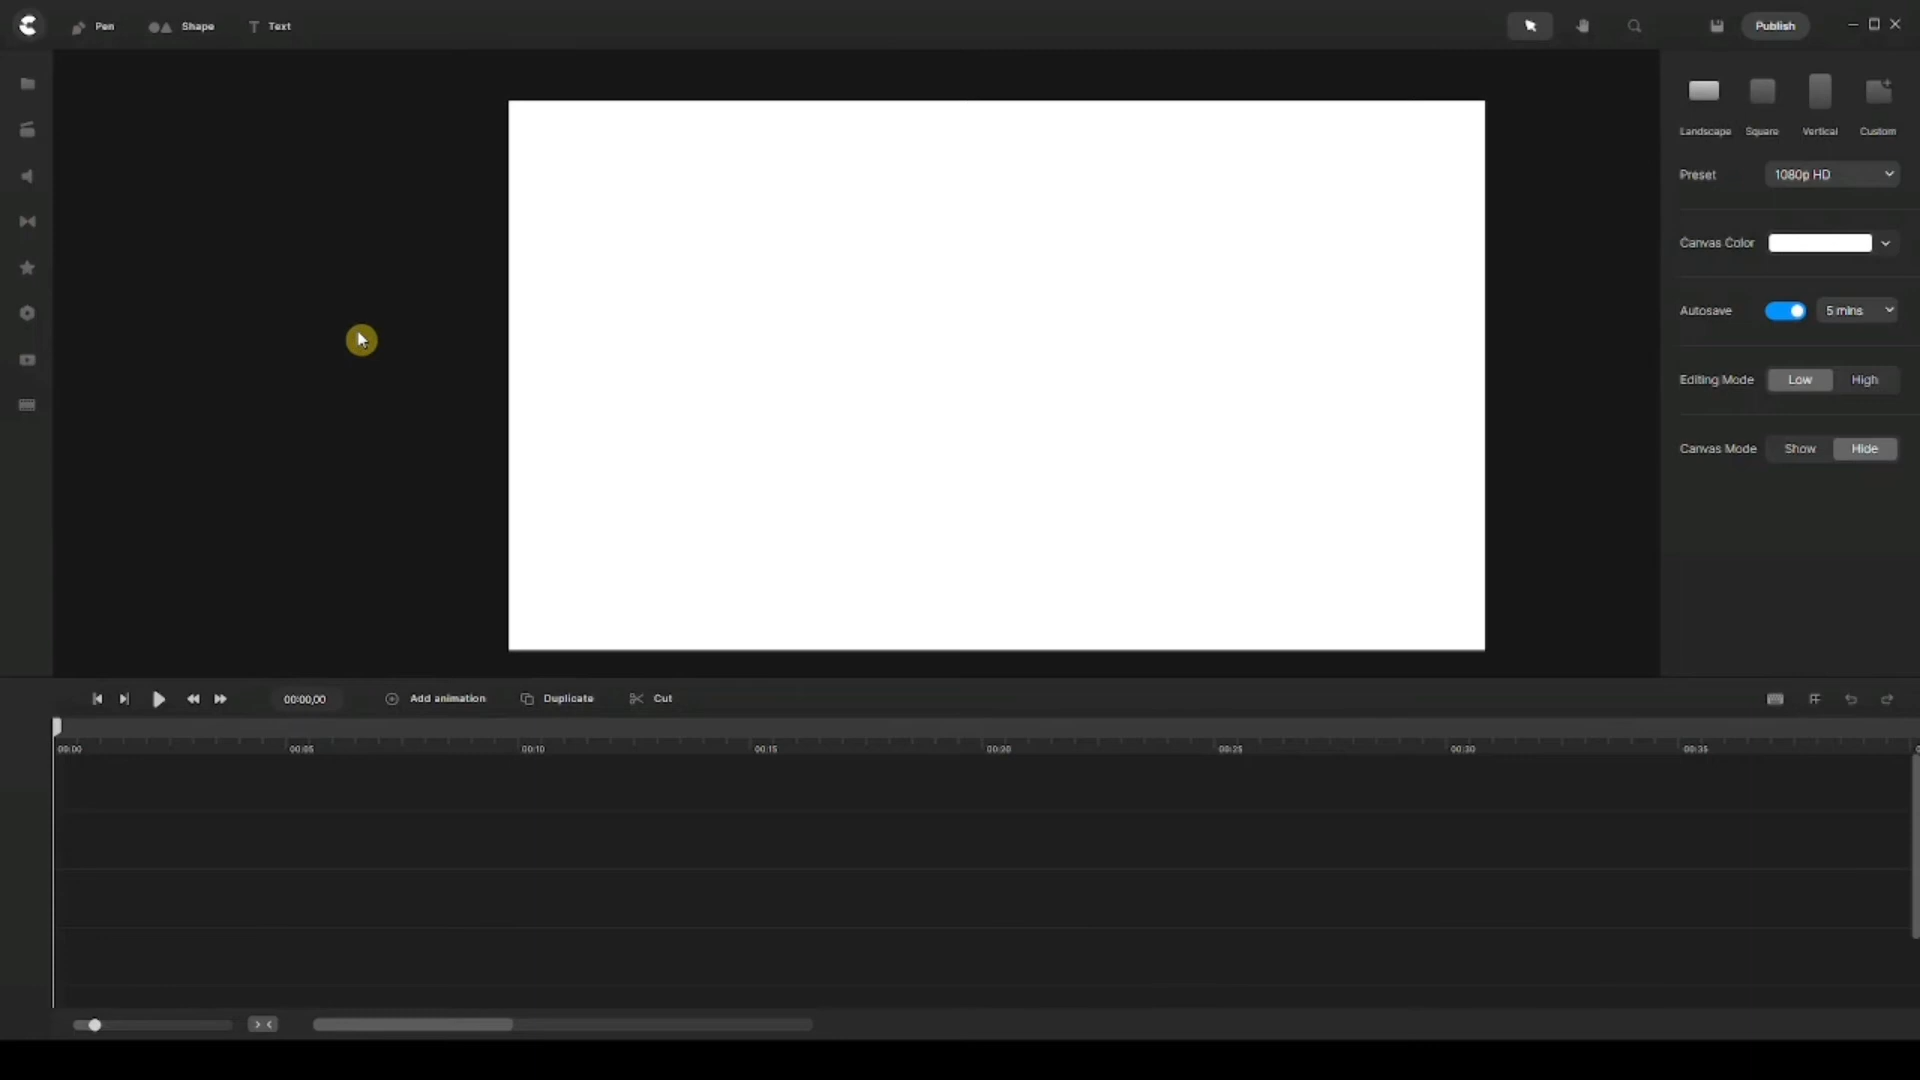 Pen
Shape
Text
Publish
Landscape
Square
Vertical
Custom
Preset
1080p HD
Canvas Color
Autosave
5 mins
Editing Mode
Low
High
Canvas Mode
Show
Hide
00:00,00
Add animation
Duplicate
Cut
00:00
00:05
00:10
00:15
00:20
00:25
00:30
00:35